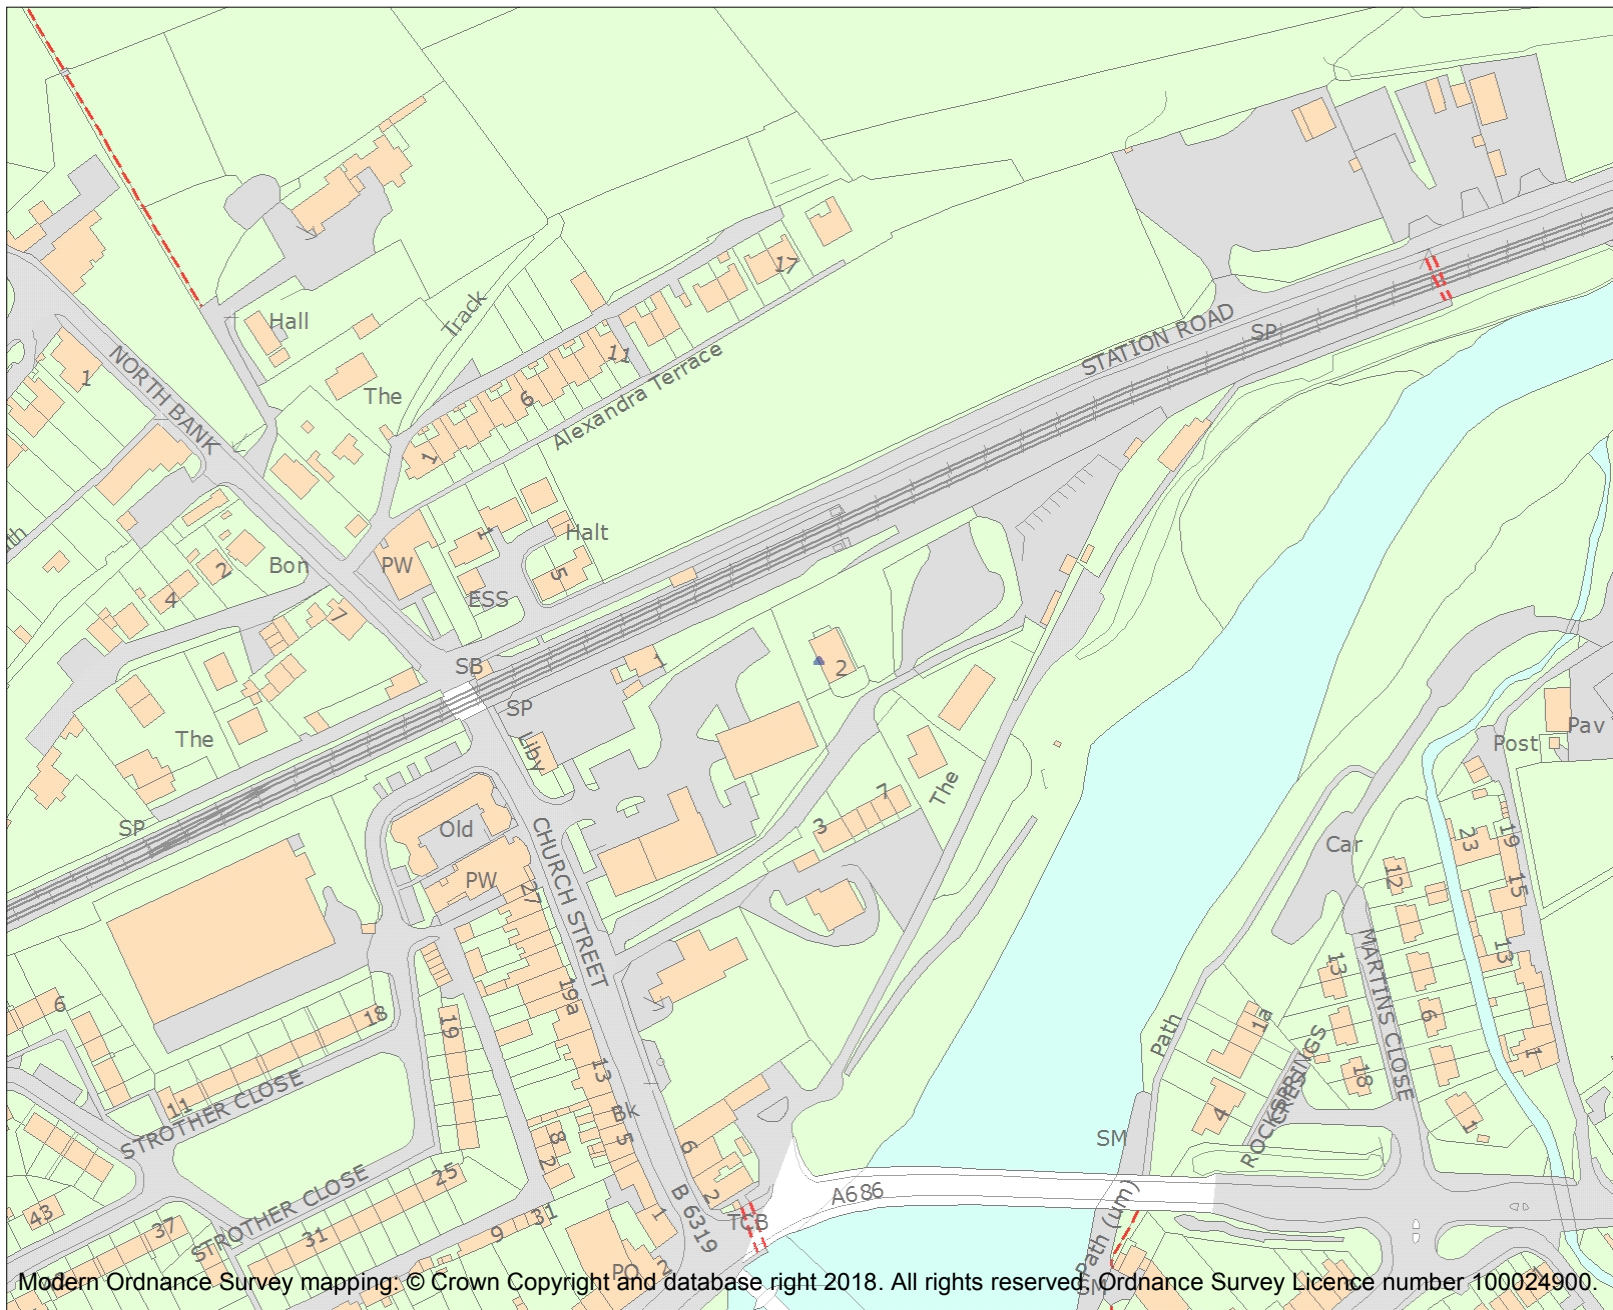 17
Hall
Track
STATION ROAD
SP
11
1
NORTH BANK
The
6
Alexandra Terrace
1
1
Halt
PW
Bon
2
5
4
7
ESS
SB
1
2
SP
The
Liby
Post
Pav
The
7
3
SP
Old
CHURCH STREET
23
19
Car
PW
27
12
15
MARTINS CLOSE
13
13
19a
6
18
19
1a
6
Path
ROCKSPRINGS
CRES
13
18
1
11
STROTHER CLOSE
Bk
5
4
1
8
2
6
SM
25
STROTHER CLOSE
2
B 6319
A686
TCB
Path (um)
43
37
31
9
31
1
PO
2
Modern Ordnance Survey mapping: © Crown Copyright and database right 2018. All rights reserved. Ordnance Survey Licence number 100024900.